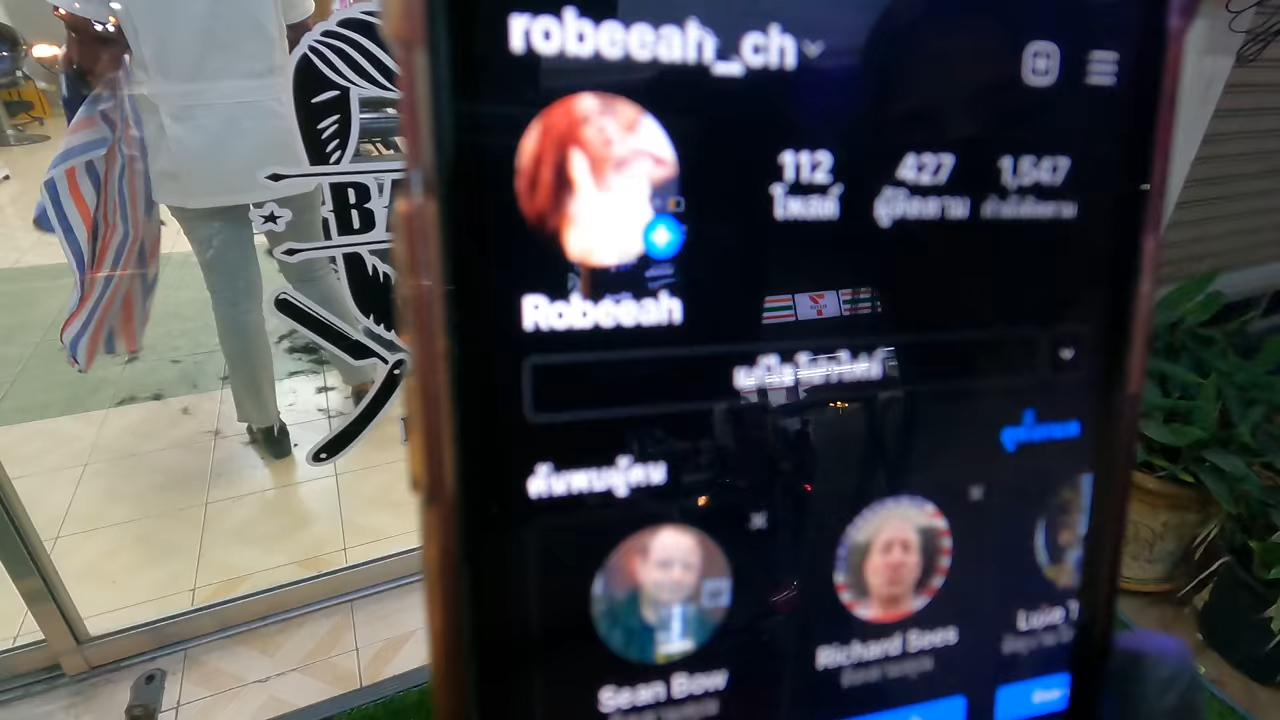 robeeah_ch
112 427 1,547
โพสต์ ผู้ติดตาม กำลังติดตาม
Robeeah
แก้ไขโปรไฟล์
ค้นพบผู้คน
ดูทั้งหมด
Sean Bow
Richard Bees